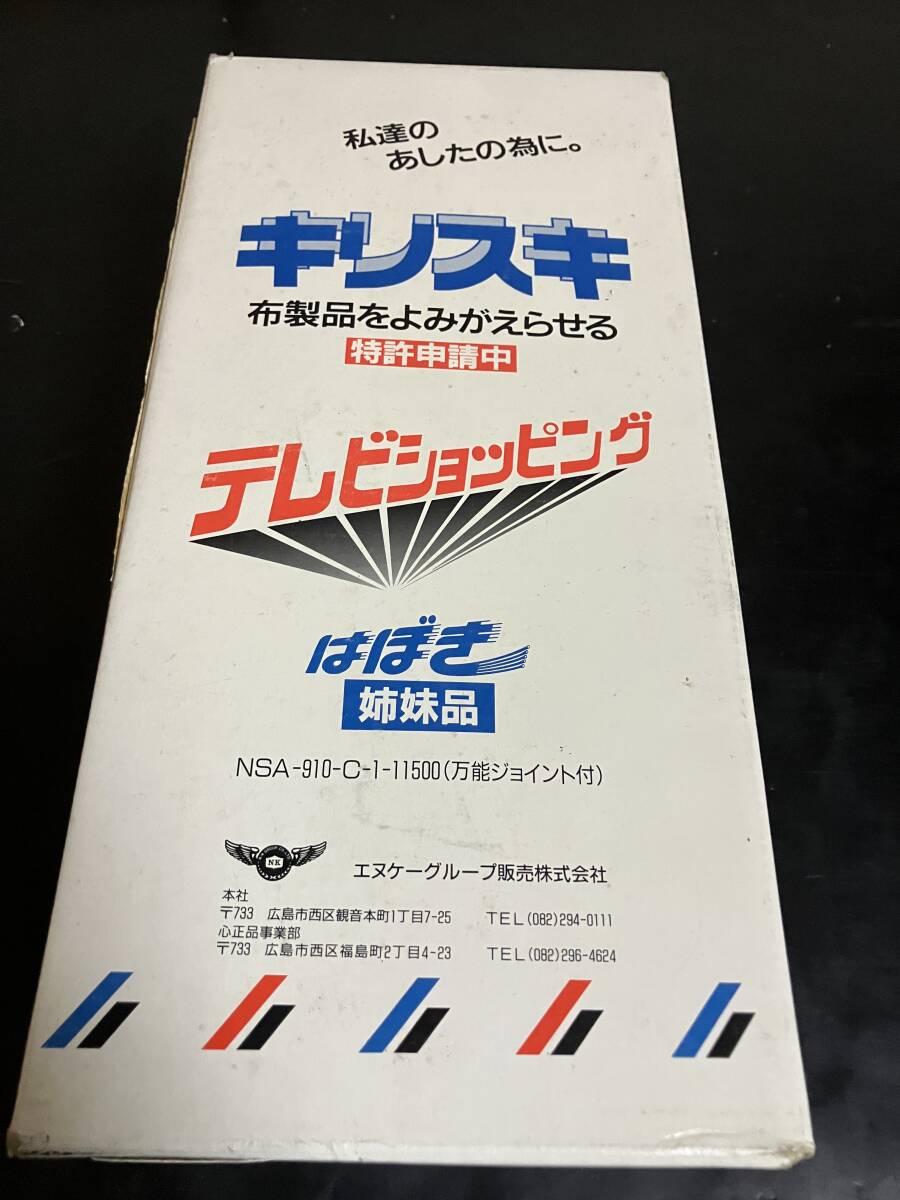 私達の
あしたの為に。
キリスキ
布製品をよみがえらせる
特許申請中
テレビショッピング
はぼき
姉妹品
NSA-910-C-1-11500(万能ジョイント付)
NK
エヌケーグループ販売株式会社
本社
〒733 広島市西区観音本町1丁目7-25 TEL(082)294-0111
心正品事業部
〒733 広島市西区福島町2丁目4-23 TEL(082)296-4624